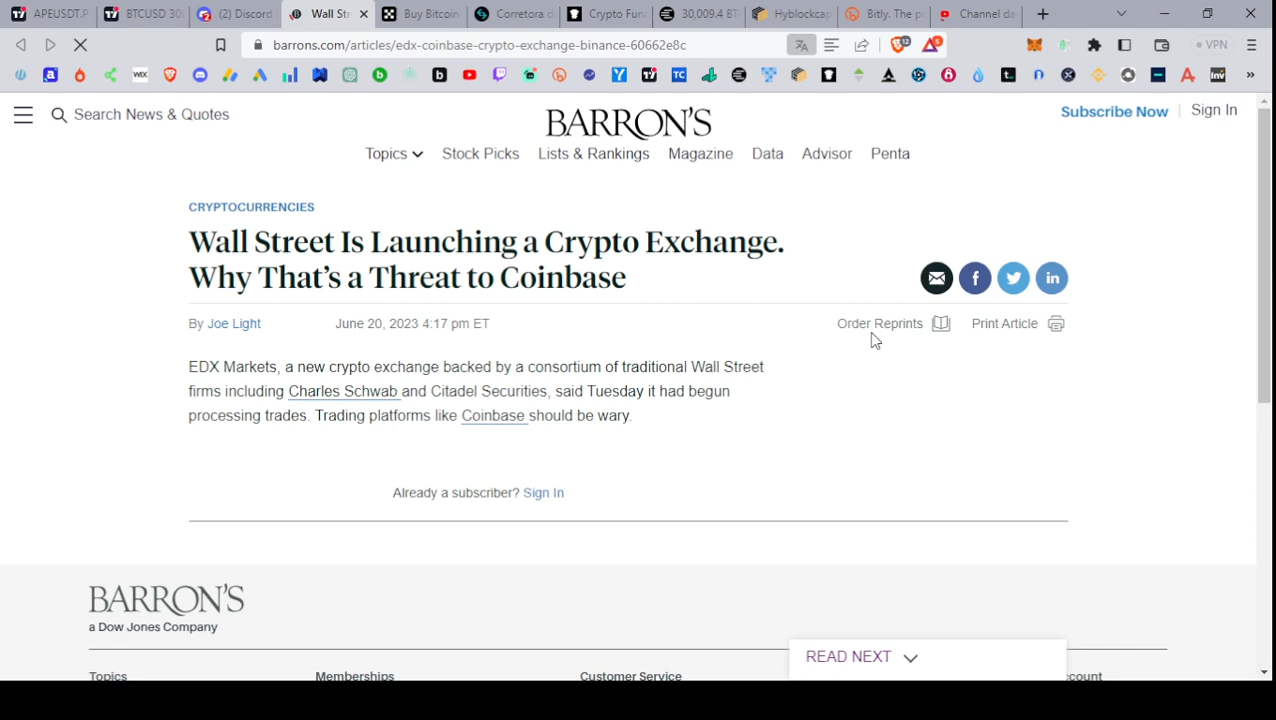 APEUSDT.P
BTCUSD 30
(2) Discord
Wall St
Buy Bitcoin
Corretora d
Crypto Fun
30,009.4 BT
Hyblockcap
Bitly. The p
Channel da
barrons.com/articles/edx-coinbase-crypto-exchange-binance-60662e8c
12
VPN
WiX
TC
Inv
Search News & Quotes
BARRON'S
Subscribe Now
Sign In
Topics
Stock Picks
Lists & Rankings
Magazine
Data
Advisor
Penta
CRYPTOCURRENCIES
Wall Street Is Launching a Crypto Exchange.
Why That's a Threat to Coinbase
By Joe Light
June 20, 2023 4:17 pm ET
Order Reprints
Print Article
EDX Markets, a new crypto exchange backed by a consortium of traditional Wall Street
firms including Charles Schwab and Citadel Securities, said Tuesday it had begun
processing trades. Trading platforms like Coinbase should be wary.
Already a subscriber? Sign In
BARRON'S
a Dow Jones Company
READ NEXT
Topics
Memberships
Customer Service
ccount